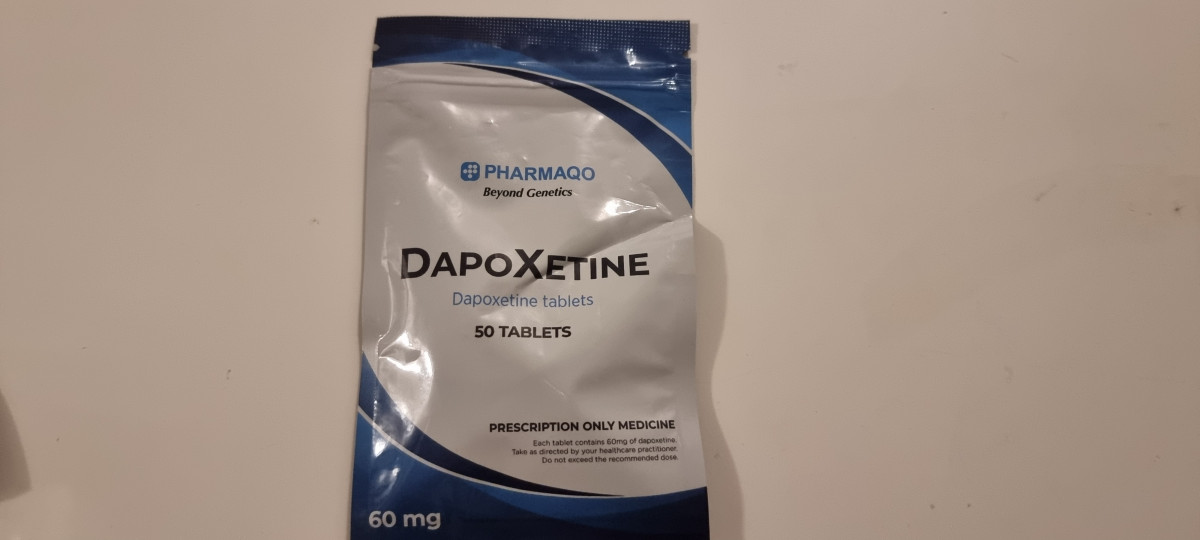 PHARMAQO
Beyond Genetics
DAPOXETINE
Dapoxetine tablets
50 TABLETS
PRESCRIPTION ONLY MEDICINE
Each tablet contains 60mg of dapoxetine.
Take as directed by your healthcare practitioner.
Do not exceed the recommended dose.
60 mg